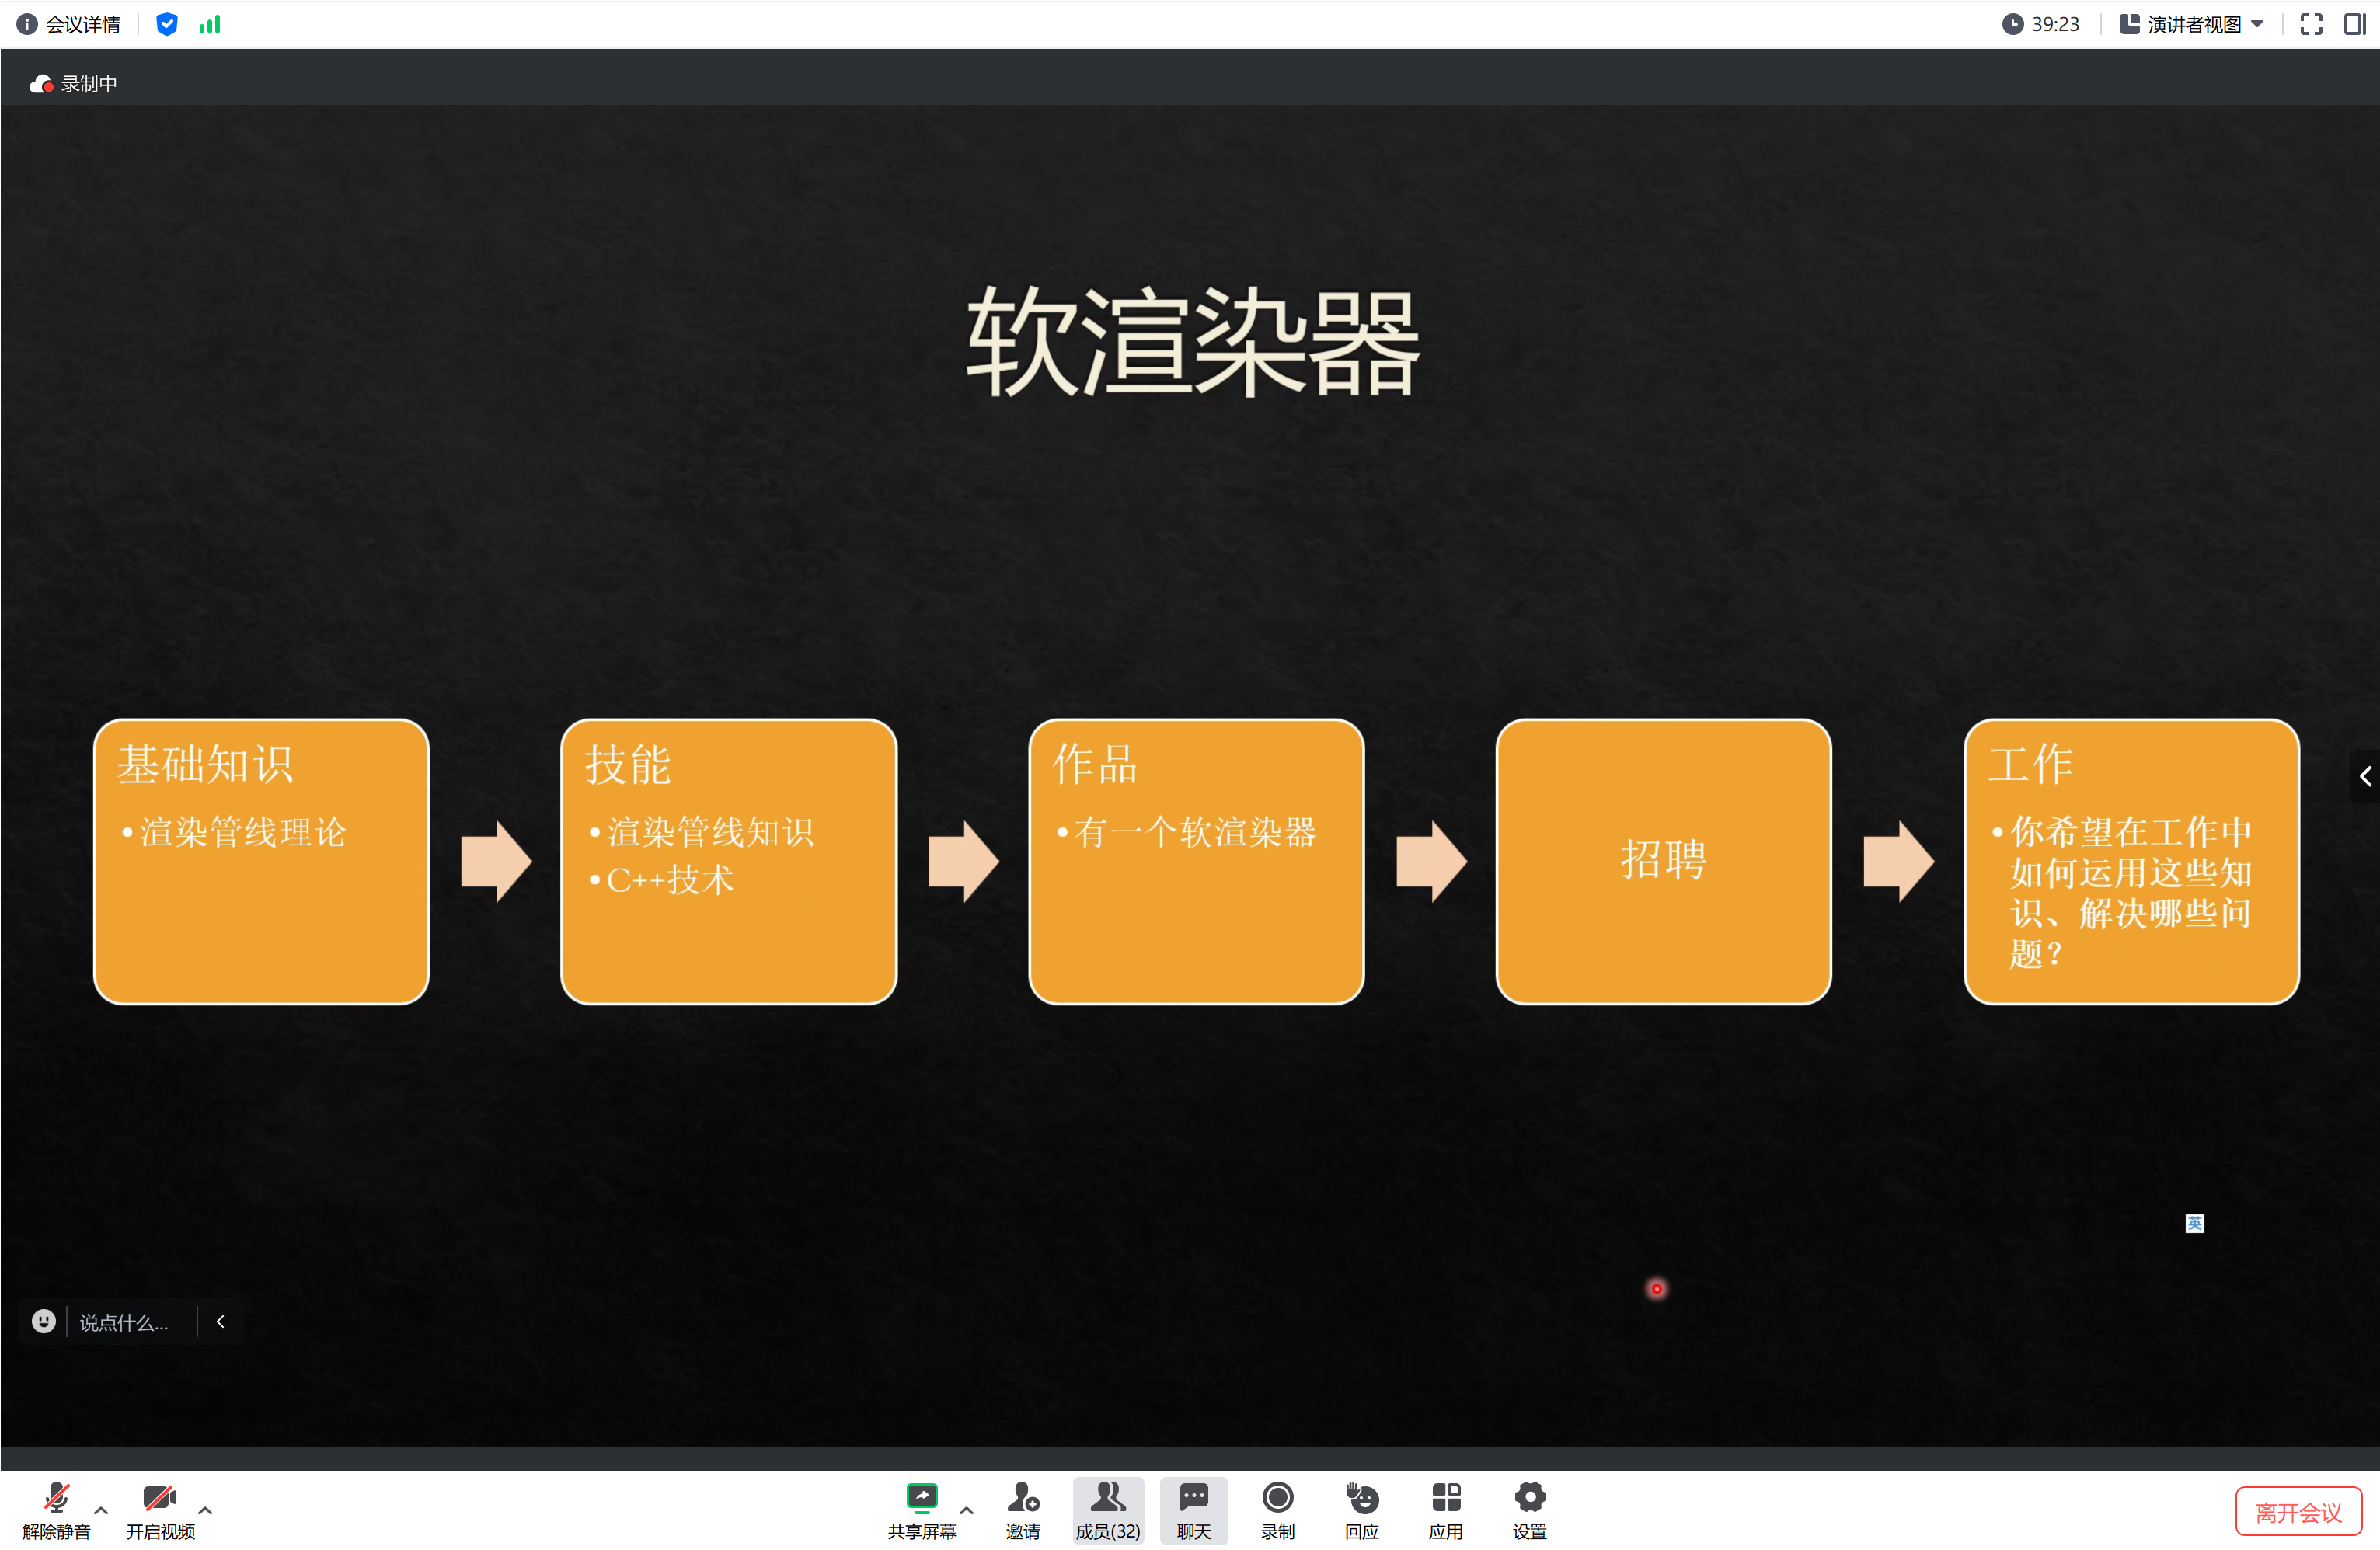 会议详情
39:23
演讲者视图
录制中
软渲染器
基础知识
•渲染管线理论
技能
•渲染管线知识
•C++技术
作品
•有一个软渲染器
招聘
工作
•你希望在工作中
如何运用这些知
识、解决哪些问
题？
英
说点什么...
解除静音
开启视频
共享屏幕
邀请
成员(32)
聊天
录制
回应
应用
设置
离开会议